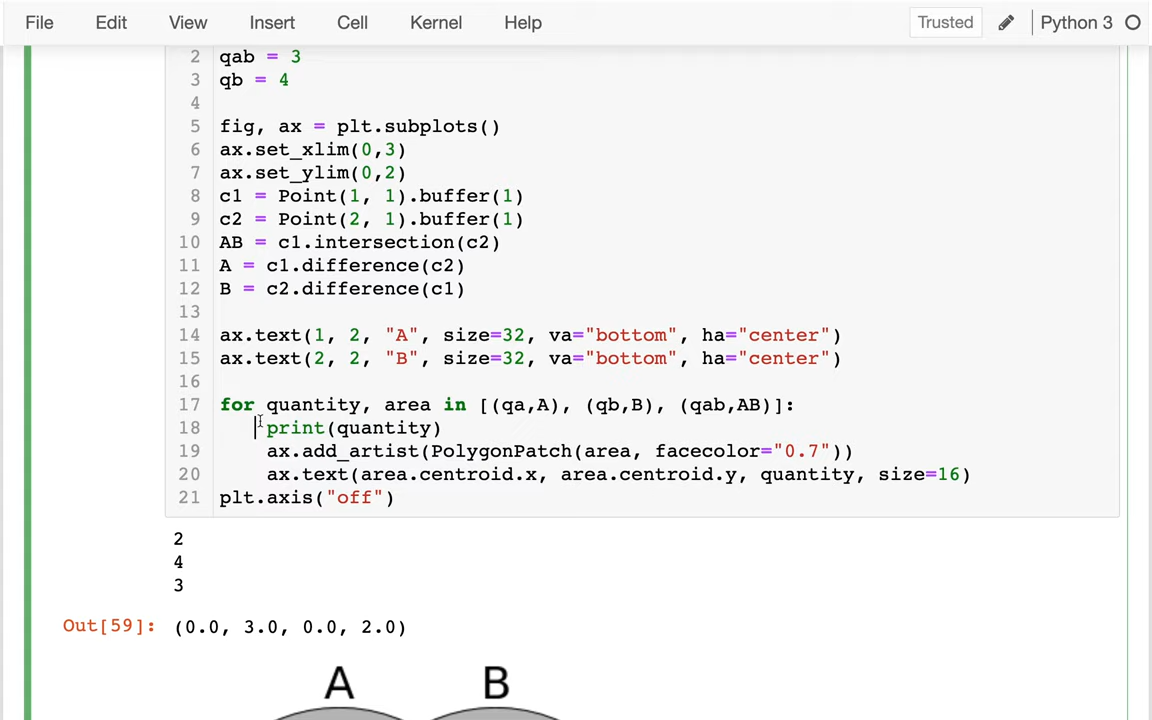 File Edit View Insert Cell Kernel Help Trusted Python 3
2 qab = 3
3 qb = 4
4
5 fig, ax = plt.subplots()
6 ax.set_xlim(0,3)
7 ax.set_ylim(0,2)
8 c1 = Point(1, 1).buffer(1)
9 c2 = Point(2, 1).buffer(1)
10 AB = c1.intersection(c2)
11 A = c1.difference(c2)
12 B = c2.difference(c1)
13
14 ax.text(1, 2, "A", size=32, va="bottom", ha="center")
15 ax.text(2, 2, "B", size=32, va="bottom", ha="center")
16
17 for quantity, area in [(qa,A), (qb,B), (qab,AB)]:
18     print(quantity)
19     ax.add_artist(PolygonPatch(area, facecolor="0.7"))
20     ax.text(area.centroid.x, area.centroid.y, quantity, size=16)
21 plt.axis("off")
2
4
3
Out[59]: (0.0, 3.0, 0.0, 2.0)
A B